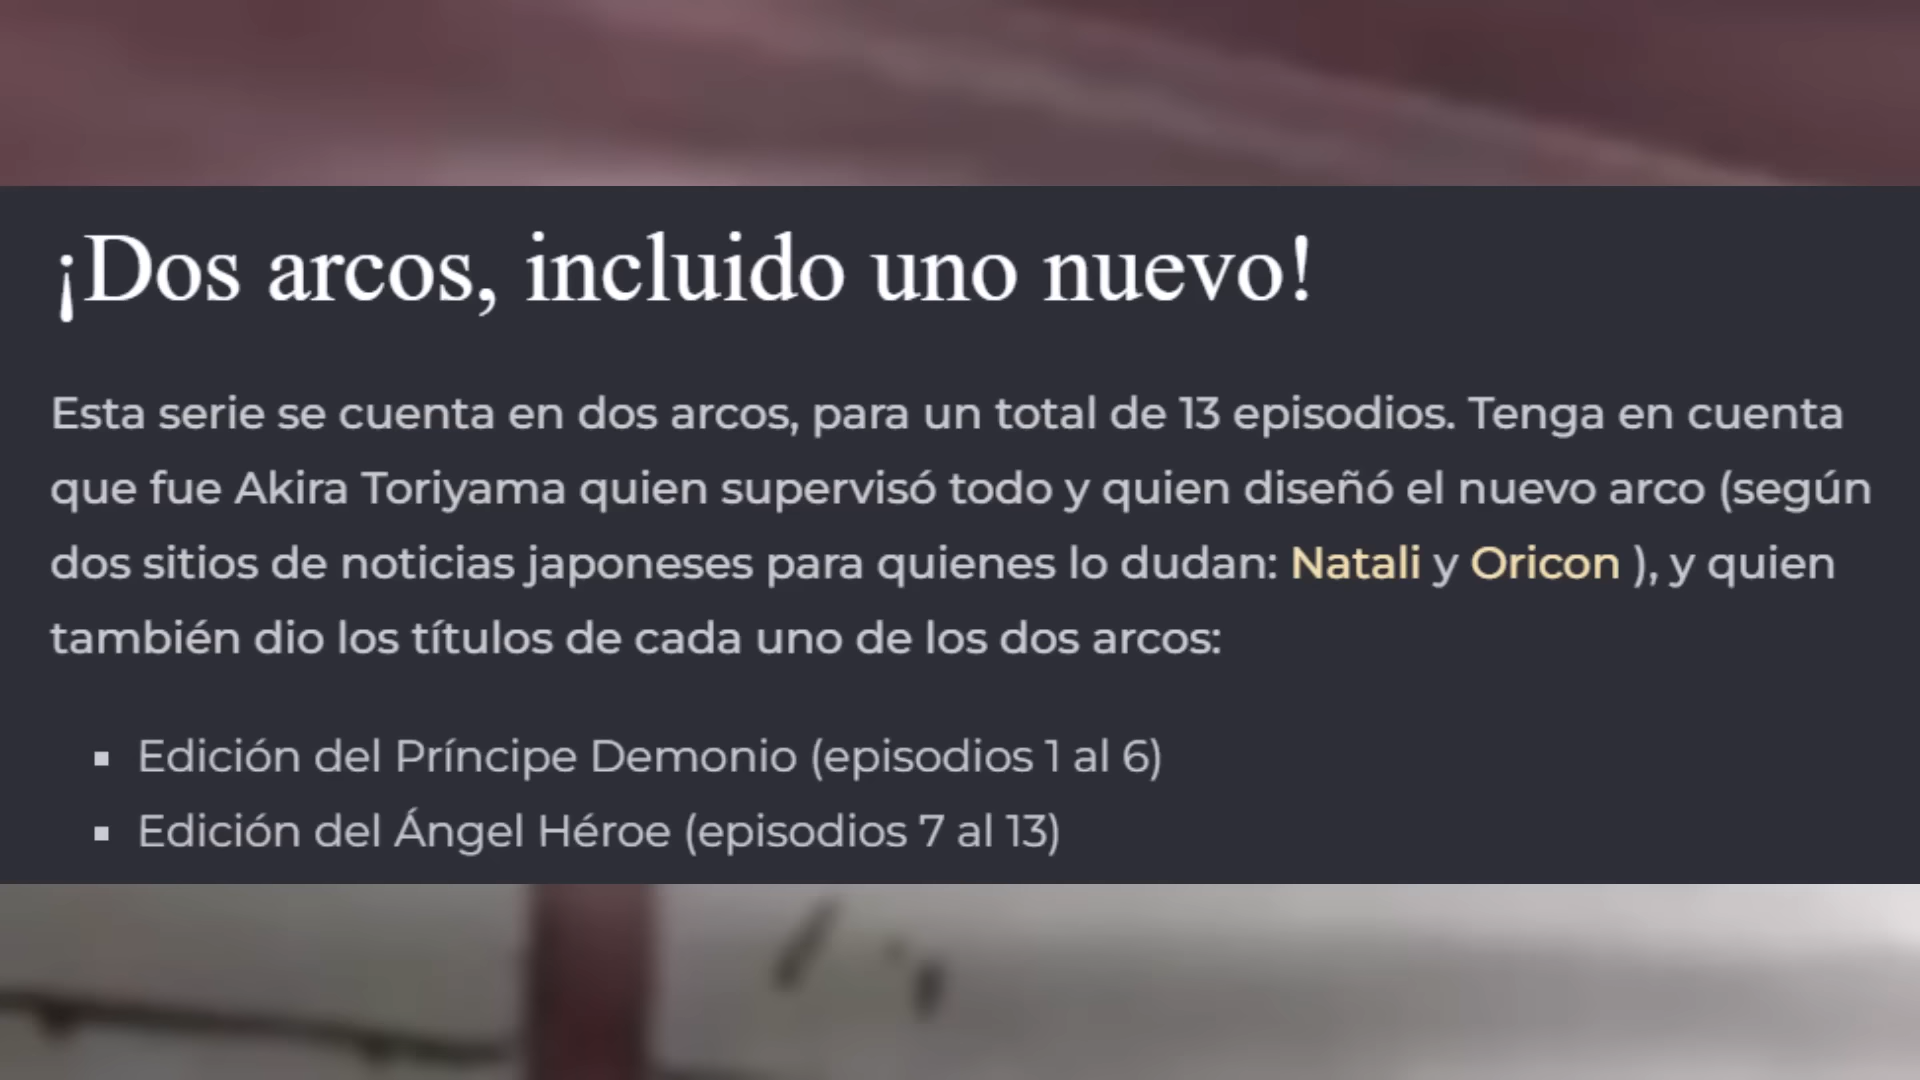 ¡Dos arcos, incluido uno nuevo!
Esta serie se cuenta en dos arcos, para un total de 13 episodios. Tenga en cuenta
que fue Akira Toriyama quien supervisó todo y quien diseñó el nuevo arco (según
dos sitios de noticias japoneses para quienes lo dudan: Natali y Oricon ), y quien
también dio los títulos de cada uno de los dos arcos:
▪ Edición del Príncipe Demonio (episodios 1 al 6)
▪ Edición del Ángel Héroe (episodios 7 al 13)